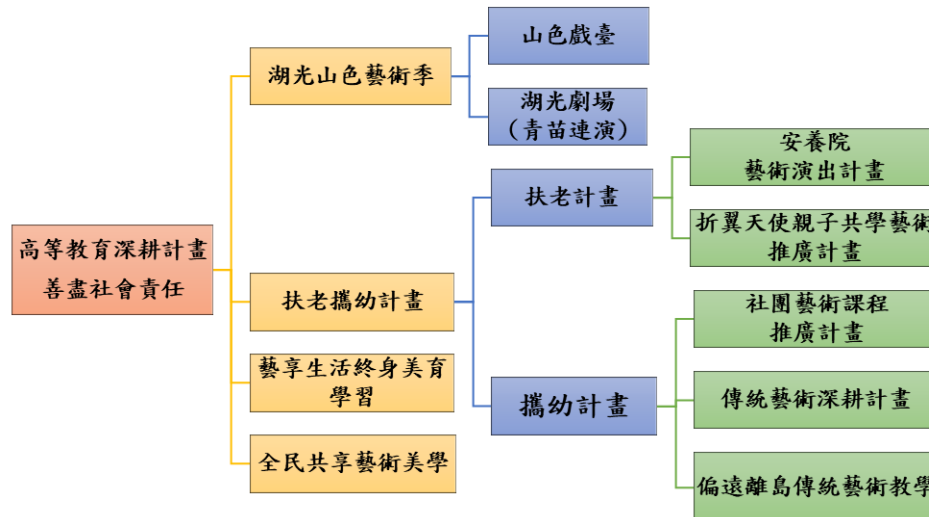 高等教育深耕計畫
善盡社會責任
湖光山色藝術季
山色戲臺
湖光劇場
（青苗連演）
扶老攜幼計畫
扶老計畫
安養院
藝術演出計畫
折翼天使親子共學藝術
推廣計畫
攜幼計畫
社團藝術課程
推廣計畫
傳統藝術深耕計畫
偏遠離島傳統藝術教學
藝享生活終身美育
學習
全民共享藝術美學